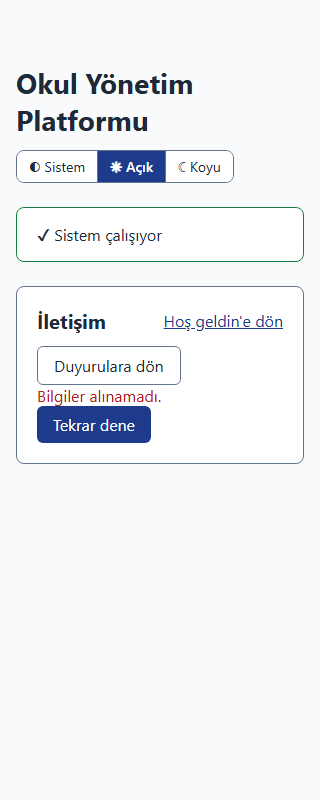 Okul Yönetim
Platformu
◐ Sistem ☀ Açık ☾ Koyu
✓ Sistem çalışıyor
İletişim Hoş geldin'e dön
Duyurulara dön
Bilgiler alınamadı.
Tekrar dene